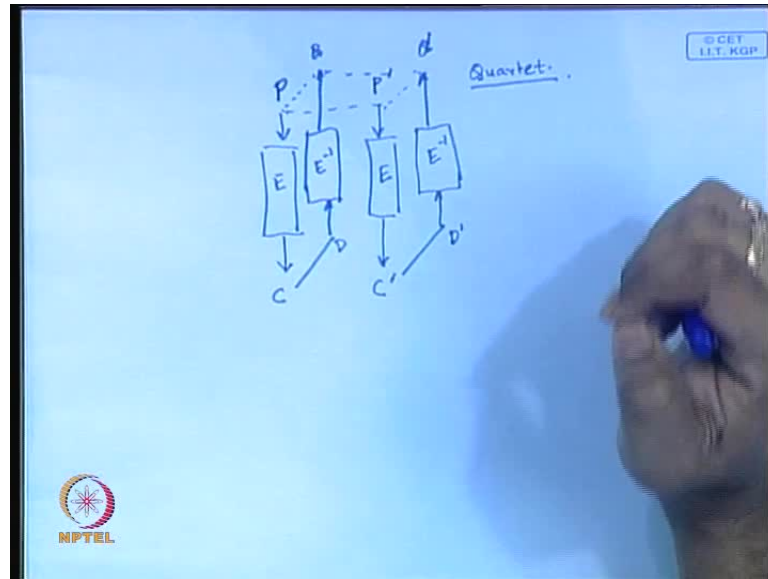 © CET
I.I.T. KGP
Quartet.
P
P'
E
E⁻¹
E
E⁻¹
D
D'
C
C'
NPTEL